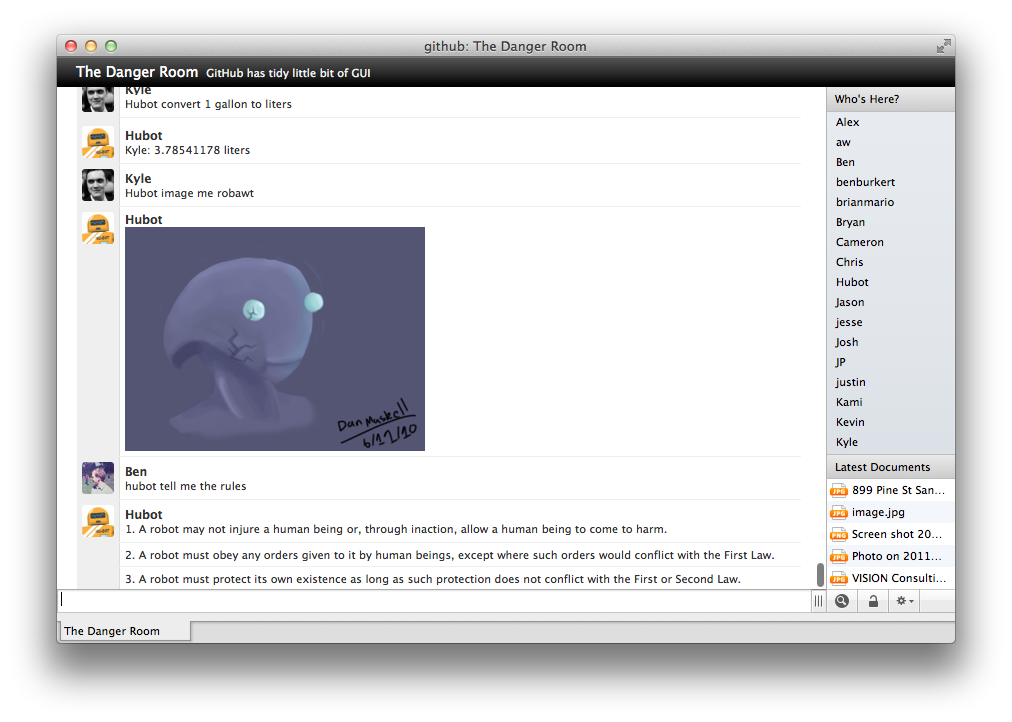 github: The Danger Room
The Danger Room GitHub has tidy little bit of GUI
Kyle
Hubot convert 1 gallon to liters
Hubot
Kyle: 3.78541178 liters
Kyle
Hubot image me robawt
Hubot
Dan Maskell
6/17/10
Ben
hubot tell me the rules
Hubot
1. A robot may not injure a human being or, through inaction, allow a human being to come to harm.
2. A robot must obey any orders given to it by human beings, except where such orders would conflict with the First Law.
3. A robot must protect its own existence as long as such protection does not conflict with the First or Second Law.
The Danger Room
Who's Here?
Alex
aw
Ben
benburkert
brianmario
Bryan
Cameron
Chris
Hubot
Jason
jesse
Josh
JP
justin
Kami
Kevin
Kyle
Latest Documents
JPG 899 Pine St San...
JPG image.jpg
PNG Screen shot 20...
JPG Photo on 2011...
JPG VISION Consulti...